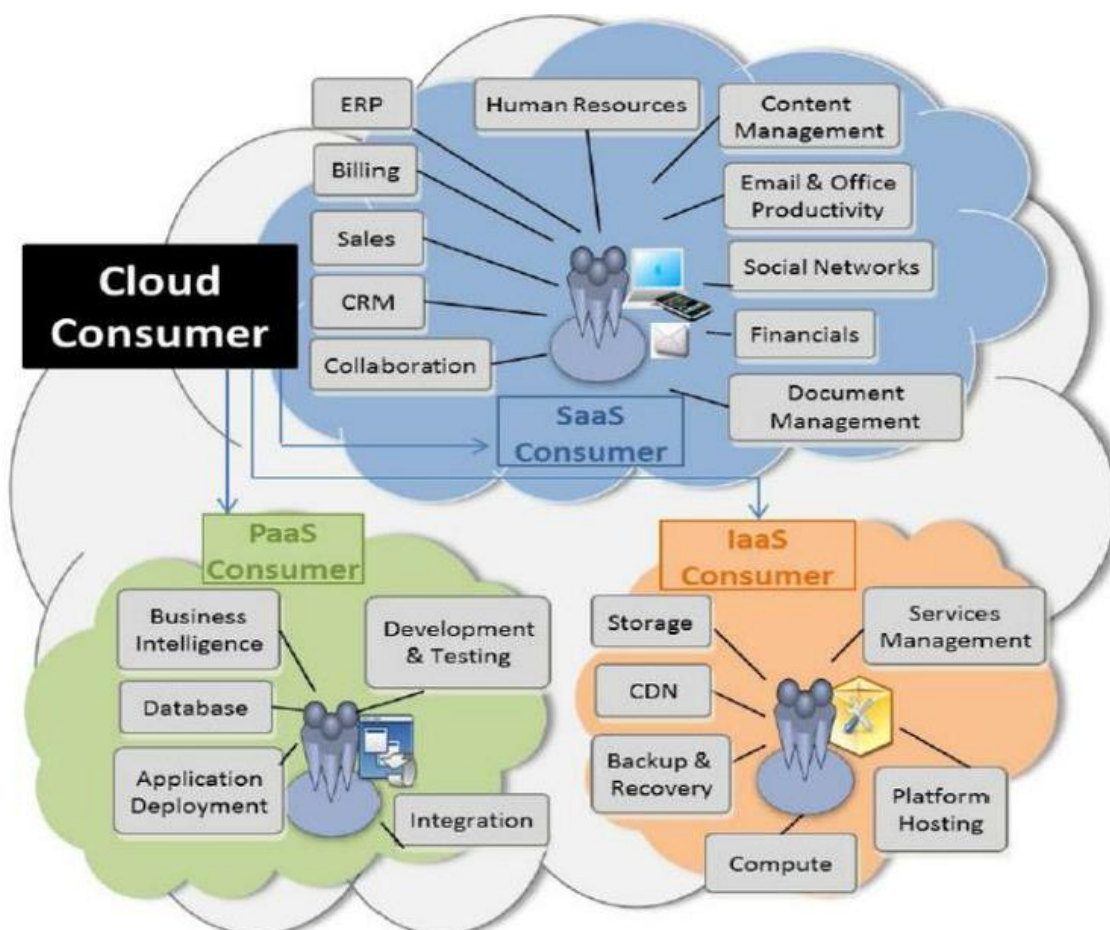 ERP
Human Resources
Content
Management
Billing
Email & Office
Productivity
Sales
Social Networks
Cloud
Consumer
CRM
Financials
Collaboration
Document
Management
SaaS
Consumer
PaaS
Consumer
Business
Intelligence
Development
& Testing
Database
Application
Deployment
Integration
IaaS
Consumer
Storage
Services
Management
CDN
Backup &
Recovery
Platform
Hosting
Compute